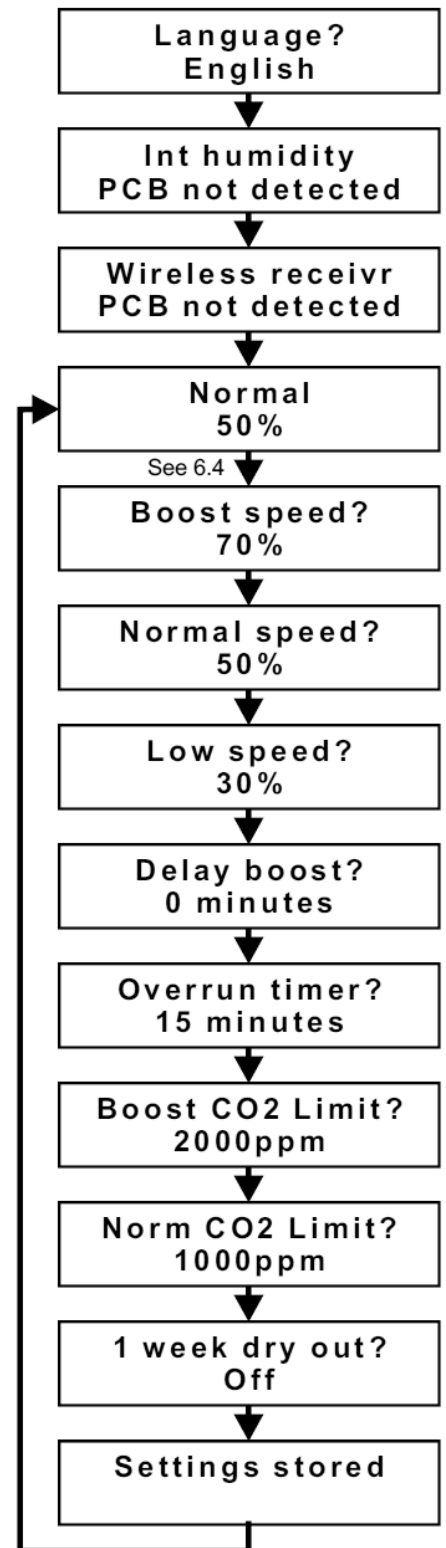 Language?
English
Int humidity
PCB not detected
Wireless receivr
PCB not detected
Normal
50%
See 6.4
Boost speed?
70%
Normal speed?
50%
Low speed?
30%
Delay boost?
0 minutes
Overrun timer?
15 minutes
Boost CO2 Limit?
2000ppm
Norm CO2 Limit?
1000ppm
1 week dry out?
Off
Settings stored